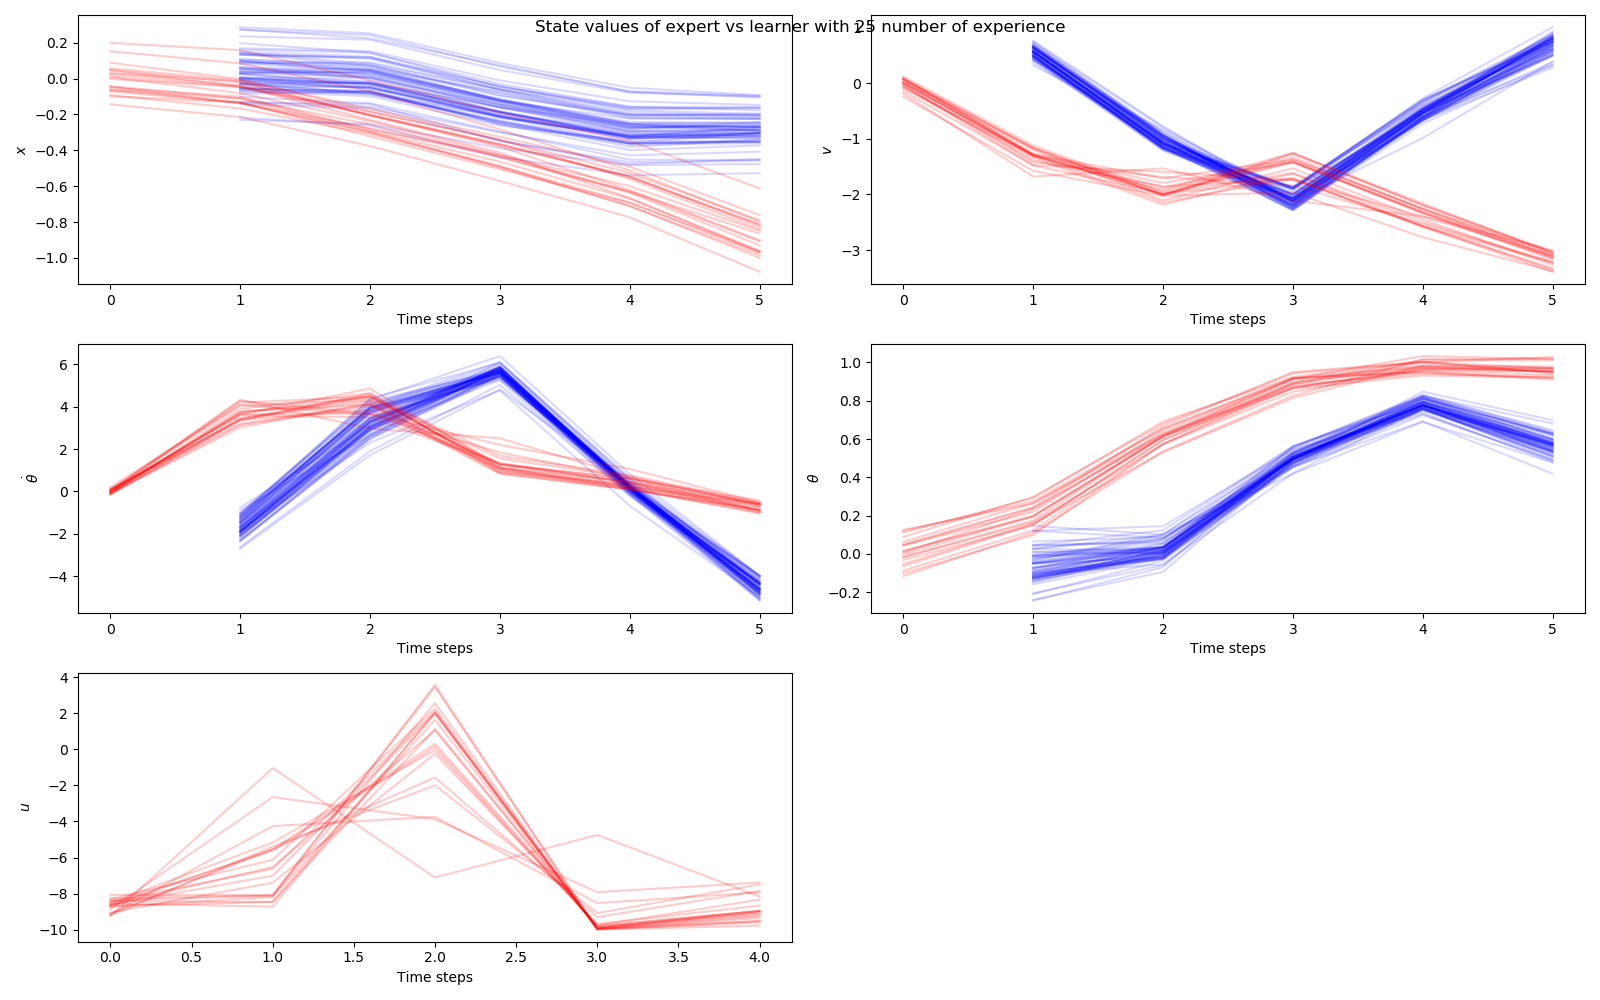 State values of expert vs learner with 25 number of experience
0.2
0.0
−0.2
−0.4
−0.6
−0.8
−1.0
x
0 1 2 3 4 5
Time steps
1
0
−1
−2
−3
v
0 1 2 3 4 5
Time steps
6
4
2
0
−2
−4
θ̇
0 1 2 3 4 5
Time steps
1.0
0.8
0.6
0.4
0.2
0.0
−0.2
θ
0 1 2 3 4 5
Time steps
4
2
0
−2
−4
−6
−8
−10
u
0.0 0.5 1.0 1.5 2.0 2.5 3.0 3.5 4.0
Time steps